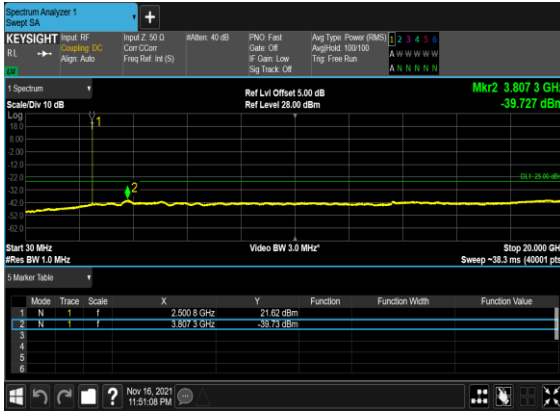 Spectrum Analyzer 1
Swept SA
+
KEYSIGHT Input: RF Input Z: 50 Ω #Atten: 40 dB PNO: Fast Avg Type: Power (RMS) 1 2 3 4 5 6
RL Coupling: DC Corr CCorr Gate: Off Avg|Hold: 100/100 A W W W W W
Align: Auto Freq Ref: Int (S) IF Gain: Low Trig: Free Run
Sig Track: Off A N N N N N
1 Spectrum Ref Lvl Offset 5.00 dB Mkr2 3.807 3 GHz
Scale/Div 10 dB Ref Level 28.00 dBm -39.727 dBm
Log
18.0 1
8.00
-2.00
-12.0
-22.0 DL1 -25.00 dBm
-32.0 2
-42.0
-52.0
-62.0
Start 30 MHz Video BW 3.0 MHz* Stop 20.000 GHz
#Res BW 1.0 MHz Sweep ~38.3 ms (40001 pts)
5 Marker Table
Mode Trace Scale X Y Function Function Width Function Value
1 N 1 f 2.500 8 GHz 21.62 dBm
2 N 1 f 3.807 3 GHz -39.73 dBm
3
4
5
6
? Nov 16, 2021
11:51:08 PM